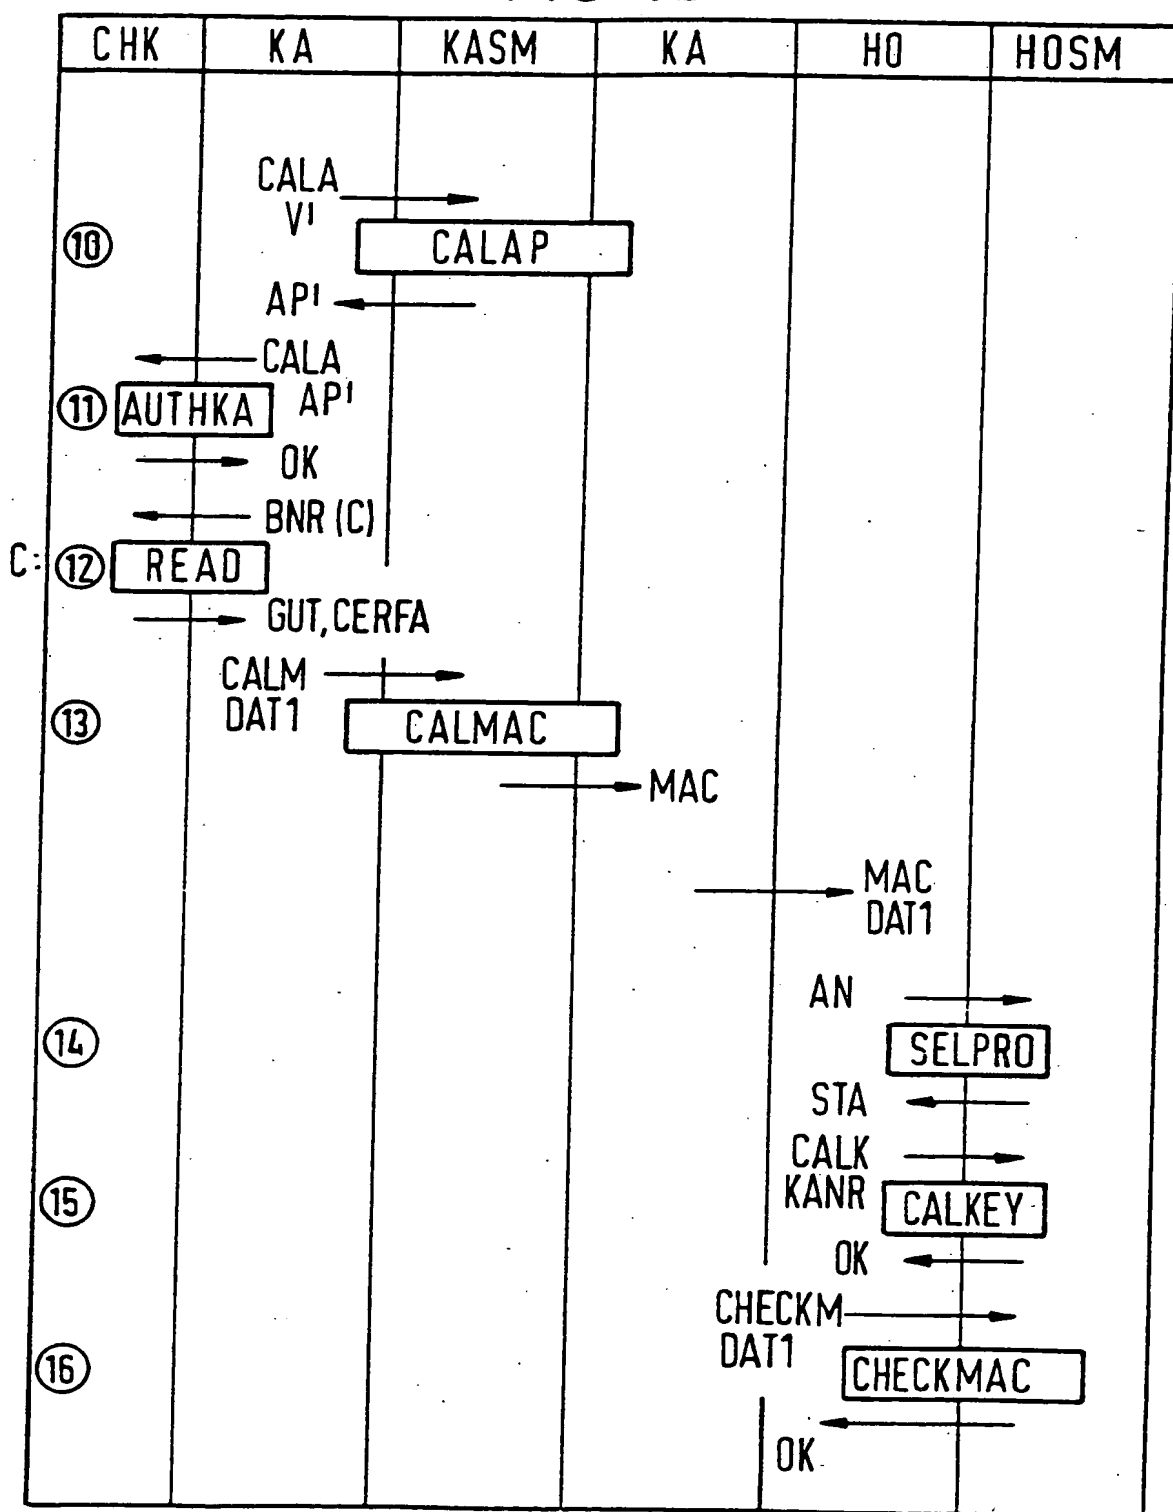 CHK KA KASM KA HO HOSM
CALA
V'
10 CALAP
AP'
CALA
AP'
11 AUTHKA
OK
BNR (C)
C: 12 READ
GUT, CERFA
CALM
DAT1
13 CALMAC
MAC
MAC
DAT1
AN
14 SELPRO
STA
CALK
KANR
15 CALKEY
OK
CHECKM
DAT1
16 CHECKMAC
OK